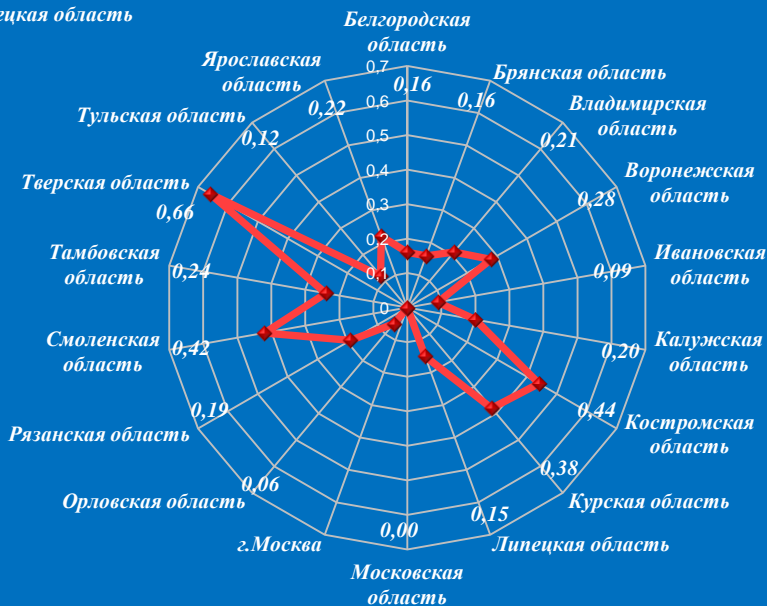 ецкая область
Белгородская
область
Ярославская
область
Брянская область
Владимирская
область
Тульская область
Воронежская
область
Тверская область
Ивановская
область
Тамбовская
область
Калужская
область
Смоленская
область
Костромская
область
Рязанская область
Курская область
Орловская область
Липецкая область
г.Москва
Московская
область
0,7
0,6
0,5
0,4
0,3
0,2
0,1
0
0,16
0,16
0,21
0,28
0,09
0,20
0,44
0,38
0,15
0,00
0,06
0,19
0,42
0,24
0,66
0,12
0,22